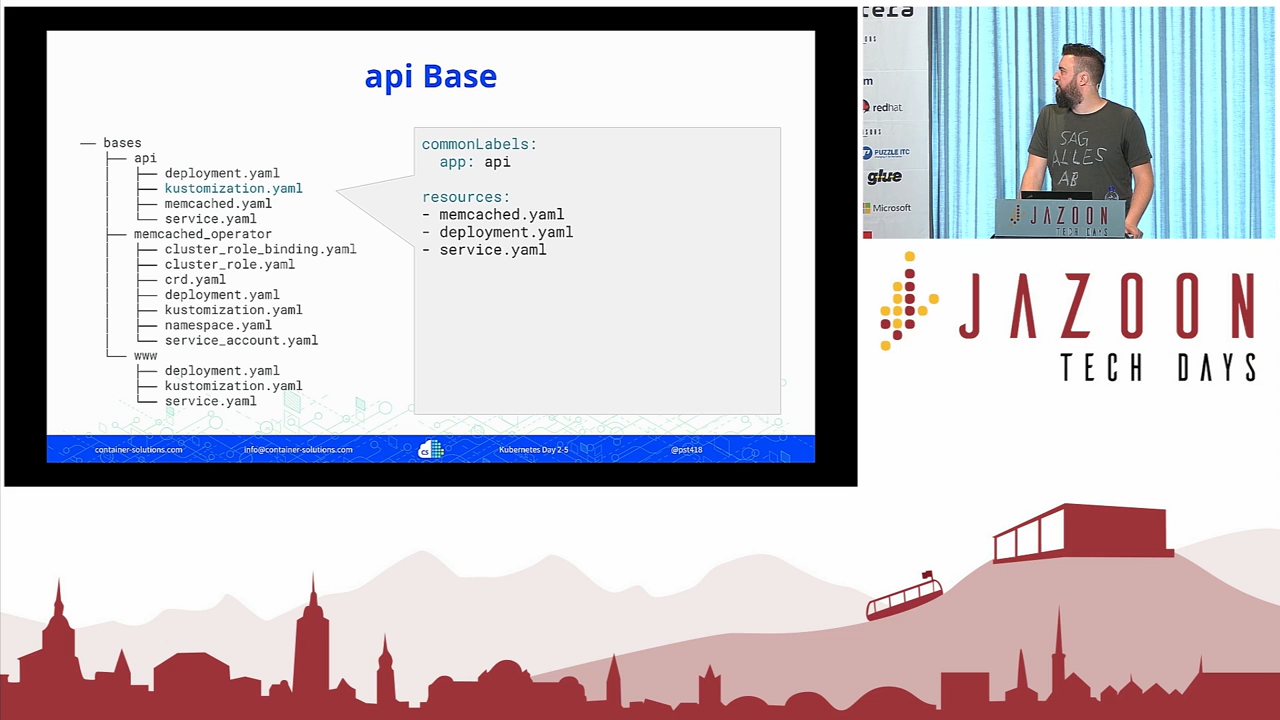 api Base
bases
api
deployment.yaml
kustomization.yaml
memcached.yaml
service.yaml
memcached_operator
cluster_role_binding.yaml
cluster_role.yaml
crd.yaml
deployment.yaml
kustomization.yaml
namespace.yaml
service_account.yaml
www
deployment.yaml
kustomization.yaml
service.yaml
commonLabels:
app: api
resources:
- memcached.yaml
- deployment.yaml
- service.yaml
container-solutions.com
info@container-solutions.com
cs
Kubernetes Day 2-5
@pst418
redhat.
PUZZLE ITC
glue
Microsoft
SAG
ALLES
AB
JAZOON
TECH DAYS
JAZOON
TECH DAYS